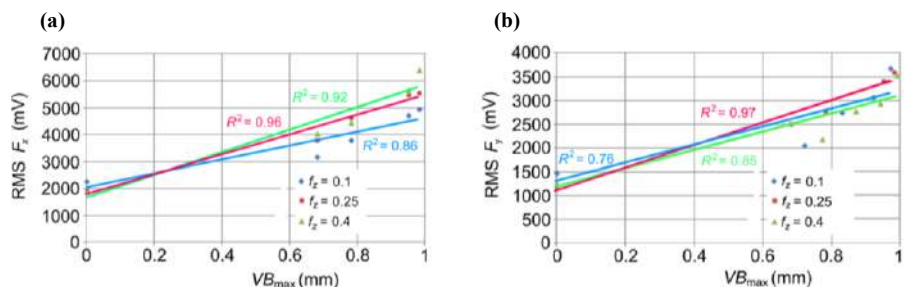 (a)
RMS Fx (mV)
7000
6000
5000
4000
3000
2000
1000
0
R² = 0.92
R² = 0.96
R² = 0.86
fz = 0.1
fz = 0.25
fz = 0.4
0 0.2 0.4 0.6 0.8 1
VBmax (mm)
(b)
RMS Fy (mV)
4000
3500
3000
2500
2000
1500
1000
500
0
R² = 0.97
R² = 0.76
R² = 0.85
fz = 0.1
fz = 0.25
fz = 0.4
0 0.2 0.4 0.6 0.8 1
VBmax (mm)